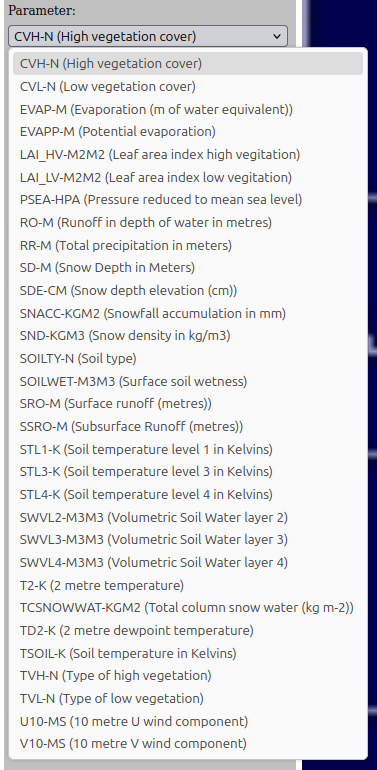 Parameter:
CVH-N (High vegetation cover)
CVH-N (High vegetation cover)
CVL-N (Low vegetation cover)
EVAP-M (Evaporation (m of water equivalent))
EVAPP-M (Potential evaporation)
LAI_HV-M2M2 (Leaf area index high vegitation)
LAI_LV-M2M2 (Leaf area index low vegitation)
PSEA-HPA (Pressure reduced to mean sea level)
RO-M (Runoff in depth of water in metres)
RR-M (Total precipitation in meters)
SD-M (Snow Depth in Meters)
SDE-CM (Snow depth elevation (cm))
SNACC-KGM2 (Snowfall accumulation in mm)
SND-KGM3 (Snow density in kg/m3)
SOILTY-N (Soil type)
SOILWET-M3M3 (Surface soil wetness)
SRO-M (Surface runoff (metres))
SSRO-M (Subsurface Runoff (metres))
STL1-K (Soil temperature level 1 in Kelvins)
STL3-K (Soil temperature level 3 in Kelvins)
STL4-K (Soil temperature level 4 in Kelvins)
SWVL2-M3M3 (Volumetric Soil Water layer 2)
SWVL3-M3M3 (Volumetric Soil Water layer 3)
SWVL4-M3M3 (Volumetric Soil Water layer 4)
T2-K (2 metre temperature)
TCSNOWWAT-KGM2 (Total column snow water (kg m-2))
TD2-K (2 metre dewpoint temperature)
TSOIL-K (Soil temperature in Kelvins)
TVH-N (Type of high vegetation)
TVL-N (Type of low vegetation)
U10-MS (10 metre U wind component)
V10-MS (10 metre V wind component)